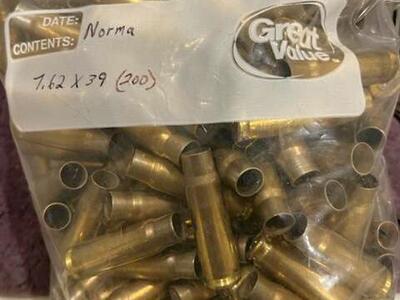 DATE: Norma
CONTENTS:
7.62 X 39 (200)
Great
Value